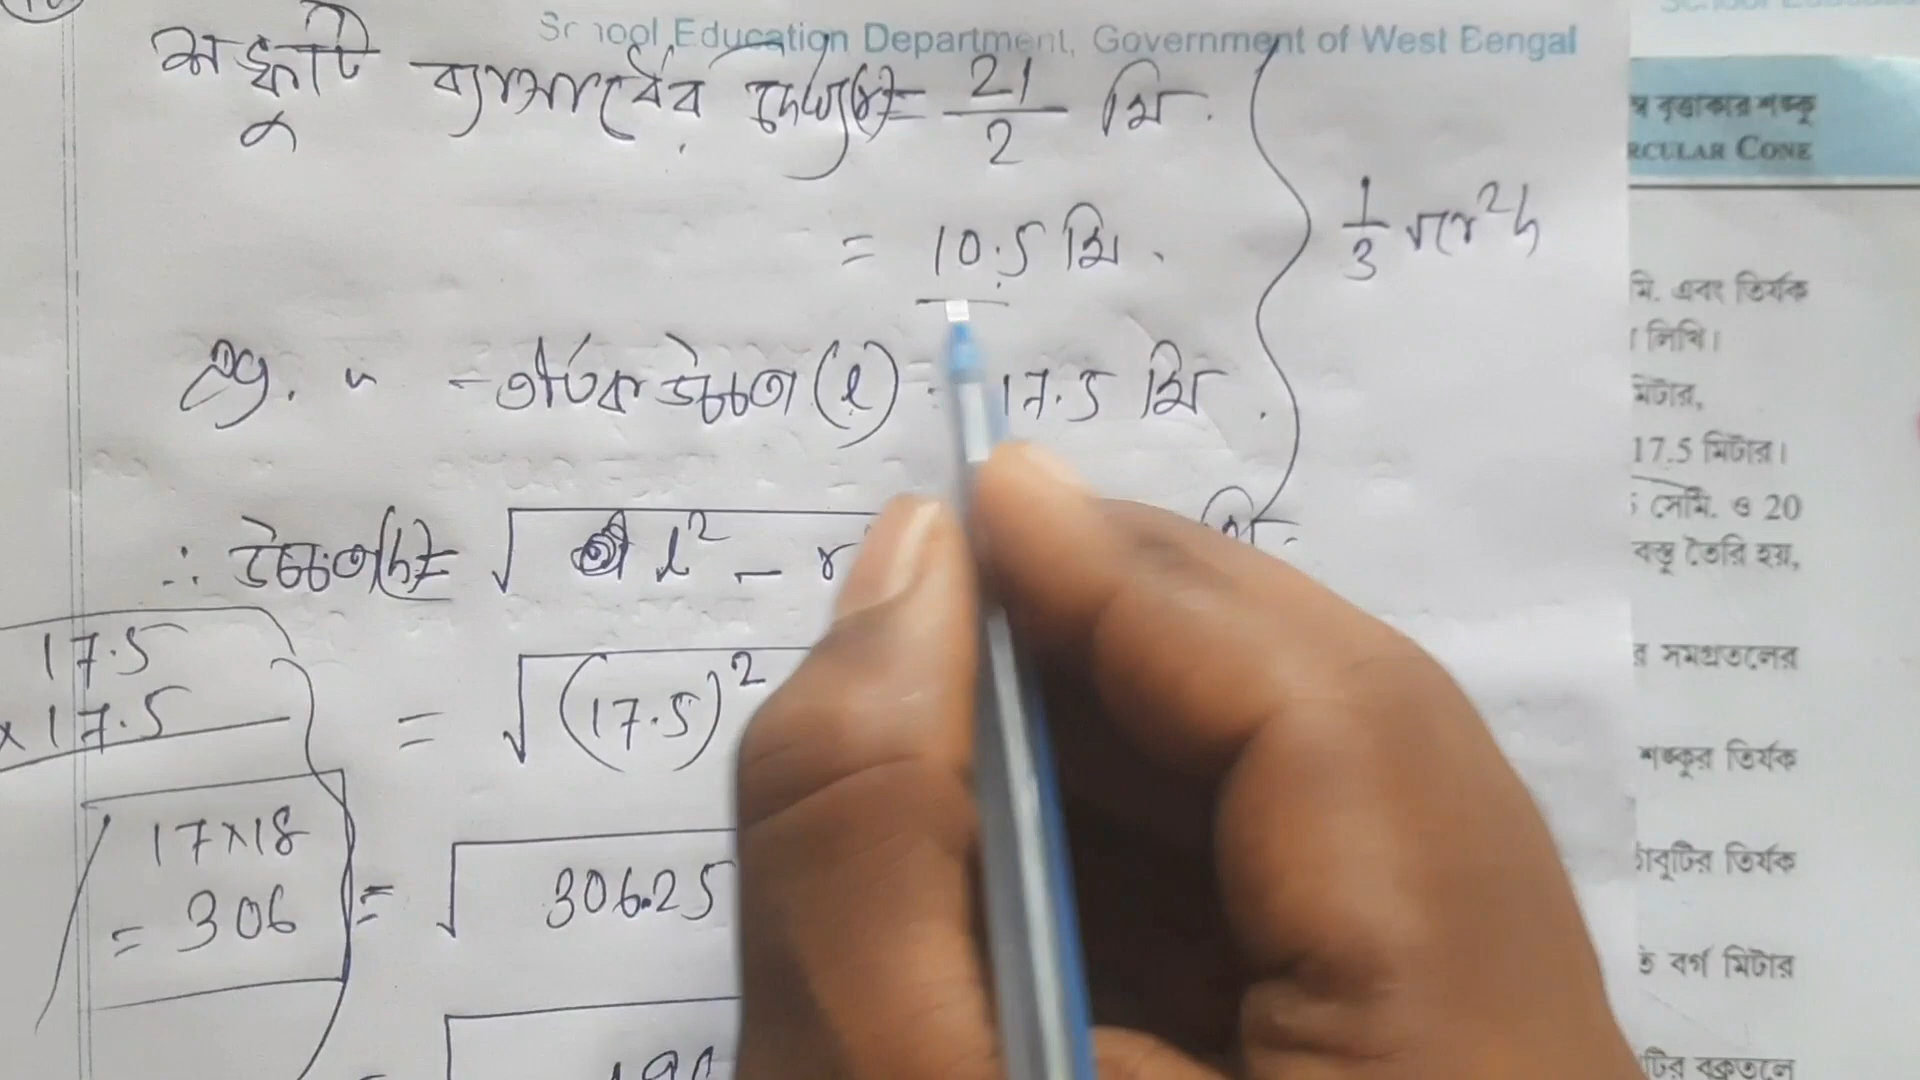 School Education Department, Government of West Bengal
শঙ্কুটি ব্যাসার্ধের দৈর্ঘ্য(r)= 21/2 মি.
= 10.5 মি.
1/3 πr²h
তির্যক উচ্চতা (l) 17.5 মি.
∴ উচ্চতা(h)= √ l² - r
17.5
×17.5
= √(17.5)²
17×18
= 306
= √ 306.25
=
বৃত্তাকার শঙ্কু
RCULAR CONE
মি. এবং তির্যক
লিখি।
মিটার,
17.5 মিটার।
সেমি. ও 20
বস্তু তৈরি হয়,
র সমগ্রতলের
শঙ্কুর তির্যক
তাঁবুটির তির্যক
বর্গ মিটার
টির বক্রতলে